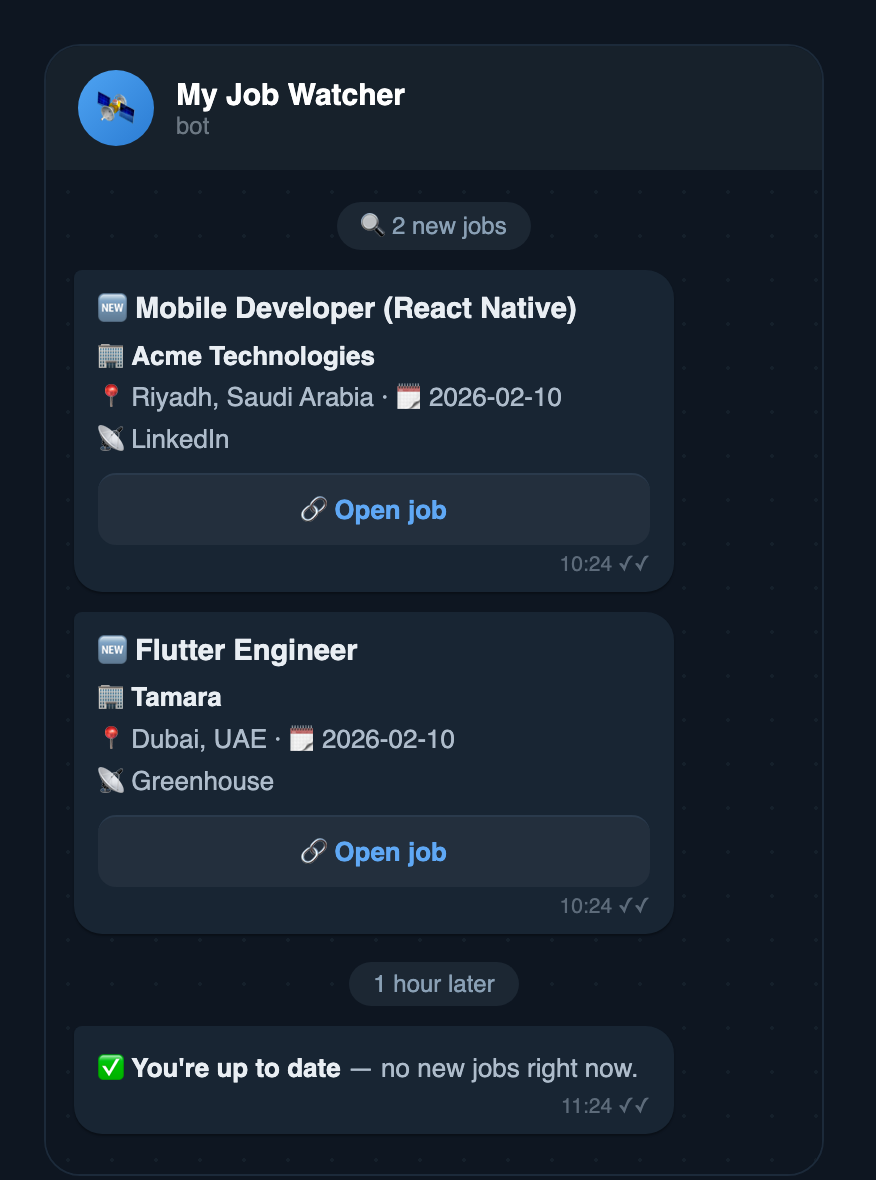 My Job Watcher
bot
🔍 2 new jobs
🆕 Mobile Developer (React Native)
🏢 Acme Technologies
📍 Riyadh, Saudi Arabia · 🗓️ 2026-02-10
📡 LinkedIn
🔗 Open job
10:24 ✓✓
🆕 Flutter Engineer
🏢 Tamara
📍 Dubai, UAE · 🗓️ 2026-02-10
📡 Greenhouse
🔗 Open job
10:24 ✓✓
1 hour later
✅ You're up to date — no new jobs right now.
11:24 ✓✓